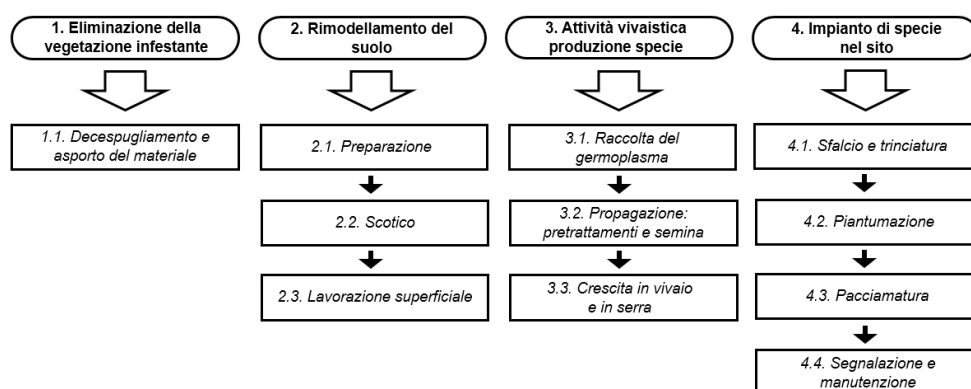 1. Eliminazione della
vegetazione infestante
2. Rimodellamento del
suolo
3. Attività vivaistica
produzione specie
4. Impianto di specie
nel sito
1.1. Decespugliamento e
asporto del materiale
2.1. Preparazione
2.2. Scotico
2.3. Lavorazione superficiale
3.1. Raccolta del
germoplasma
3.2. Propagazione:
pretrattamenti e semina
3.3. Crescita in vivaio
e in serra
4.1. Sfalcio e trinciatura
4.2. Piantumazione
4.3. Pacciamatura
4.4. Segnalazione e
manutenzione